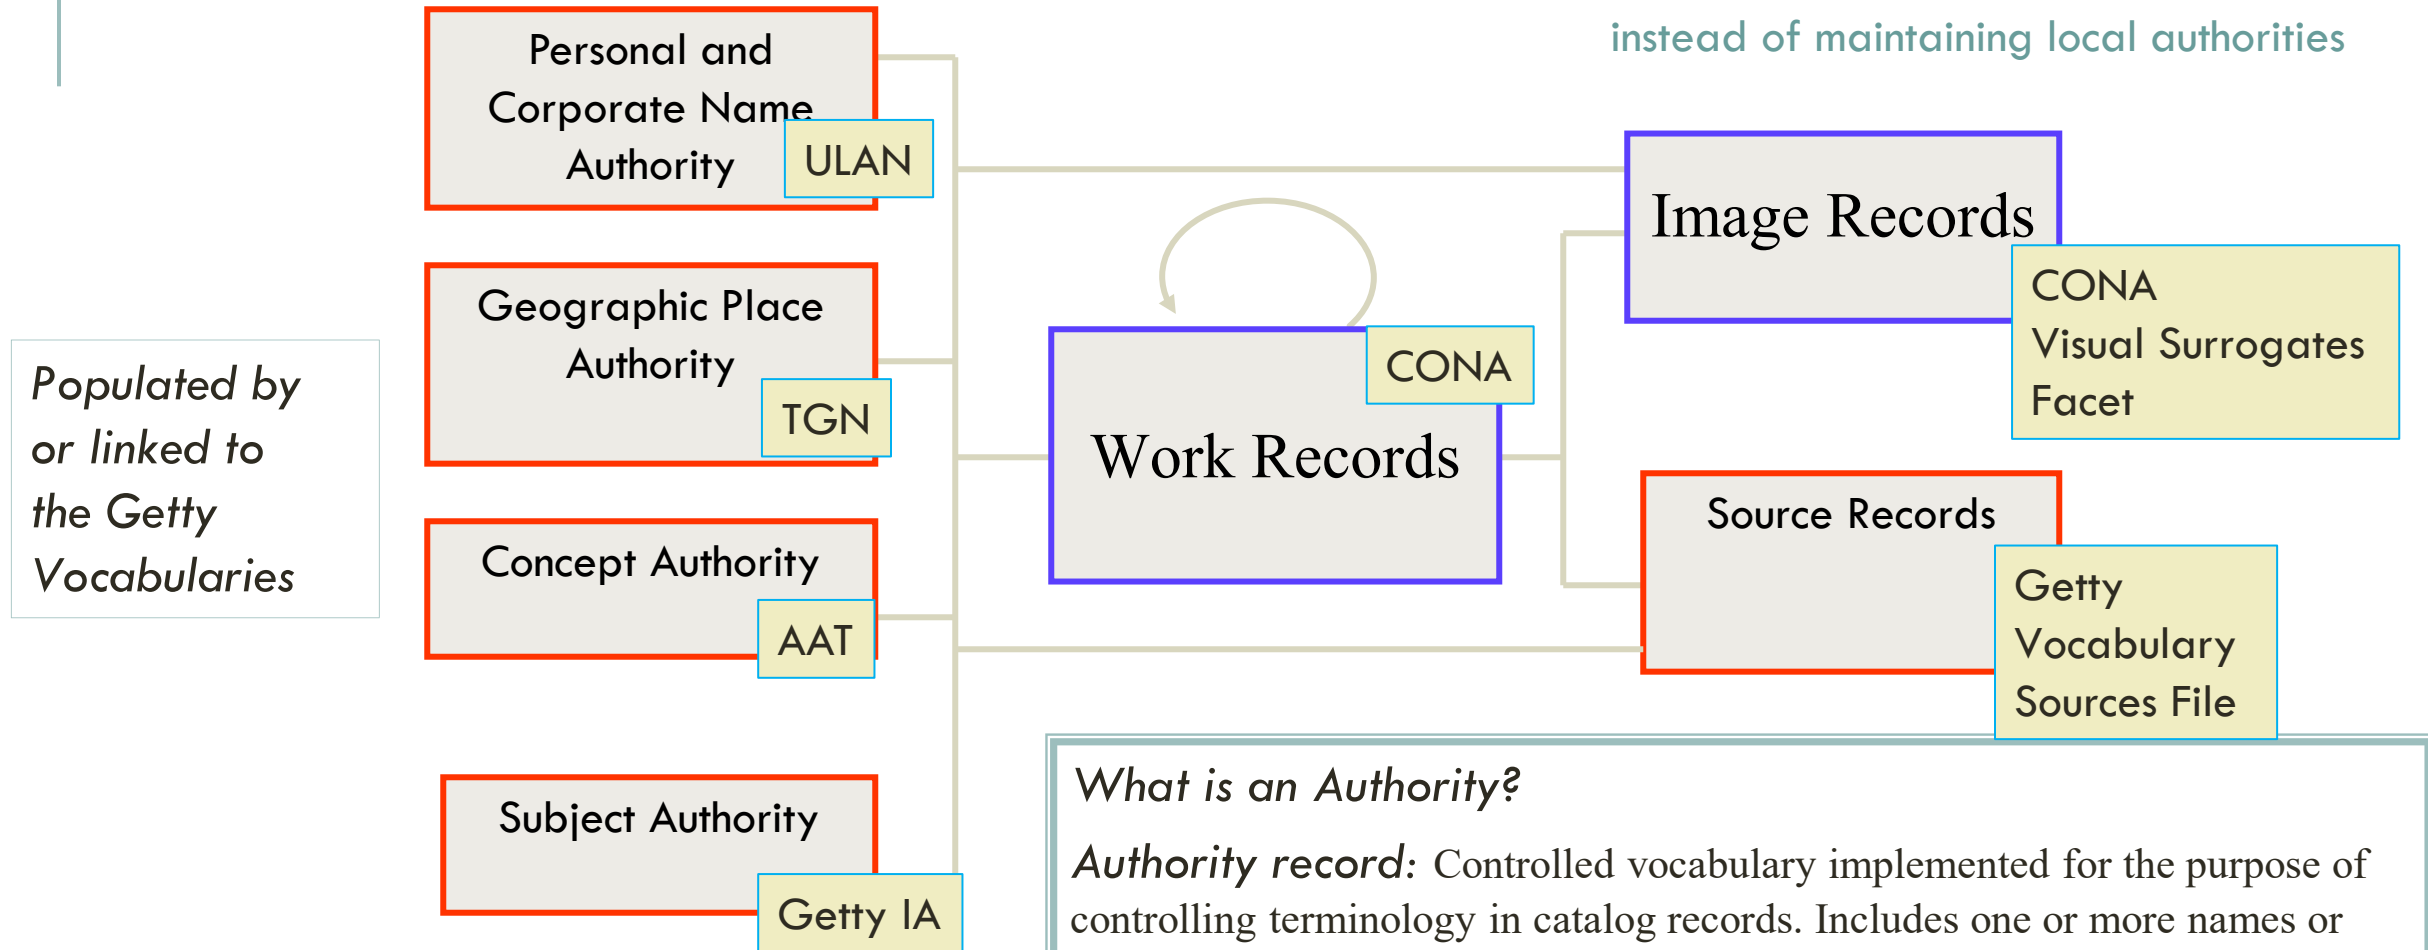 instead of maintaining local authorities
Personal and
Corporate Name
Authority
ULAN
Geographic Place
Authority
TGN
Concept Authority
AAT
Subject Authority
Getty IA
Populated by
or linked to
the Getty
Vocabularies
Work Records
CONA
Image Records
CONA
Visual Surrogates
Facet
Source Records
Getty
Vocabulary
Sources File
What is an Authority?
Authority record: Controlled vocabulary implemented for the purpose of
controlling terminology in catalog records. Includes one or more names or